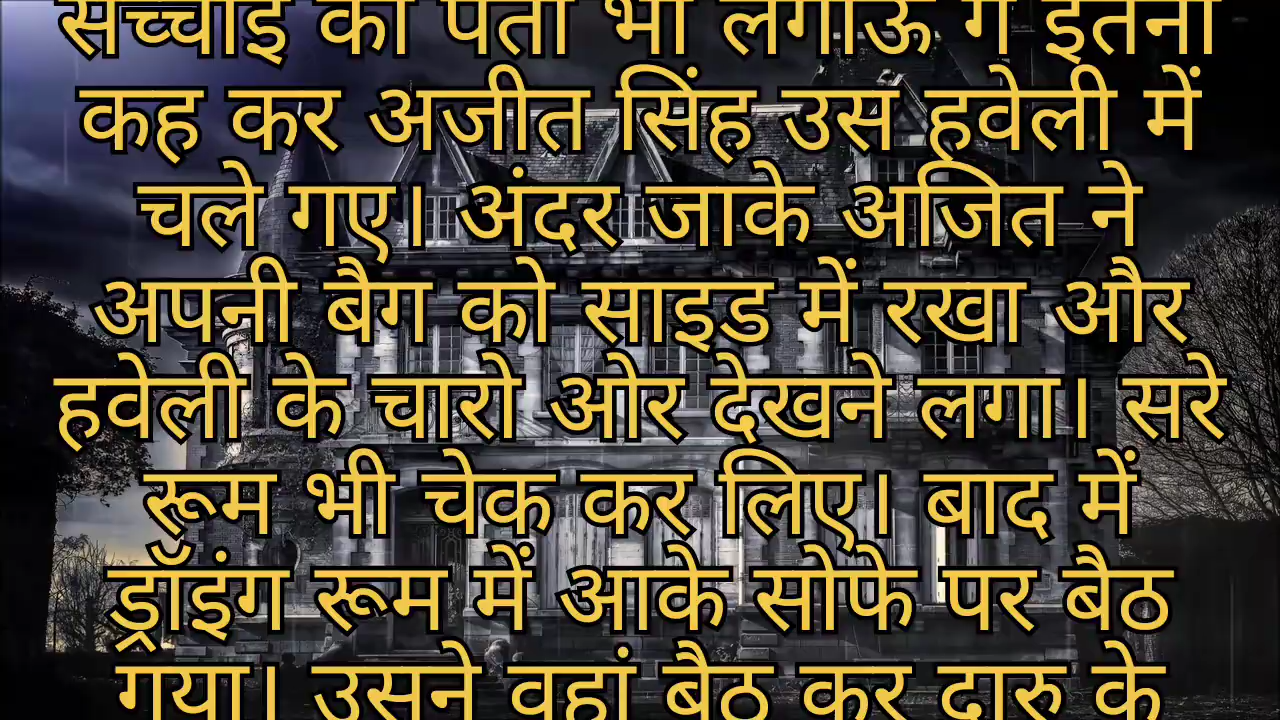 सच्चाई का पता भी लगाऊं गा इतना
कह कर अजीत सिंह उस हवेली में
चले गए। अंदर जाके अजित ने
अपनी बैग को साइड में रखा और
हवेली के चारो ओर देखने लगा। सरे
रूम भी चेक कर लिए। बाद में
ड्रॉइंग रूम में आके सोफे पर बैठ
गया। उसने वहां बैठ कर दारु के